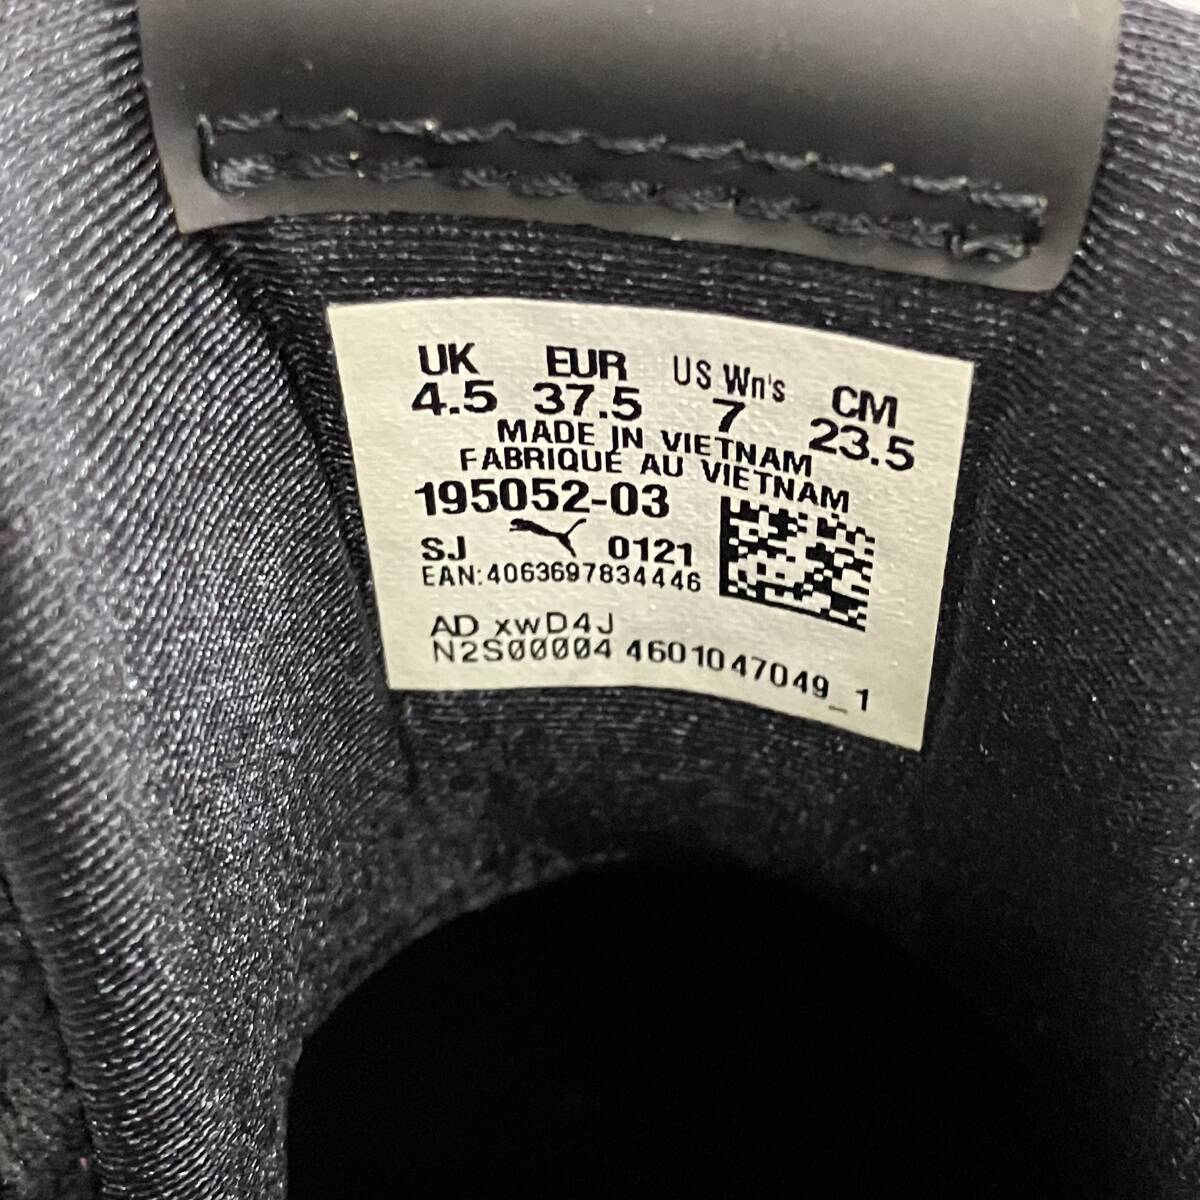 UK EUR US Wn's CM
4.5 37.5 7 23.5
MADE IN VIETNAM
FABRIQUE AU VIETNAM
195052-03
SJ 0121
EAN:4063697834446
AD xwD4J
N2S00004 4601047049_1